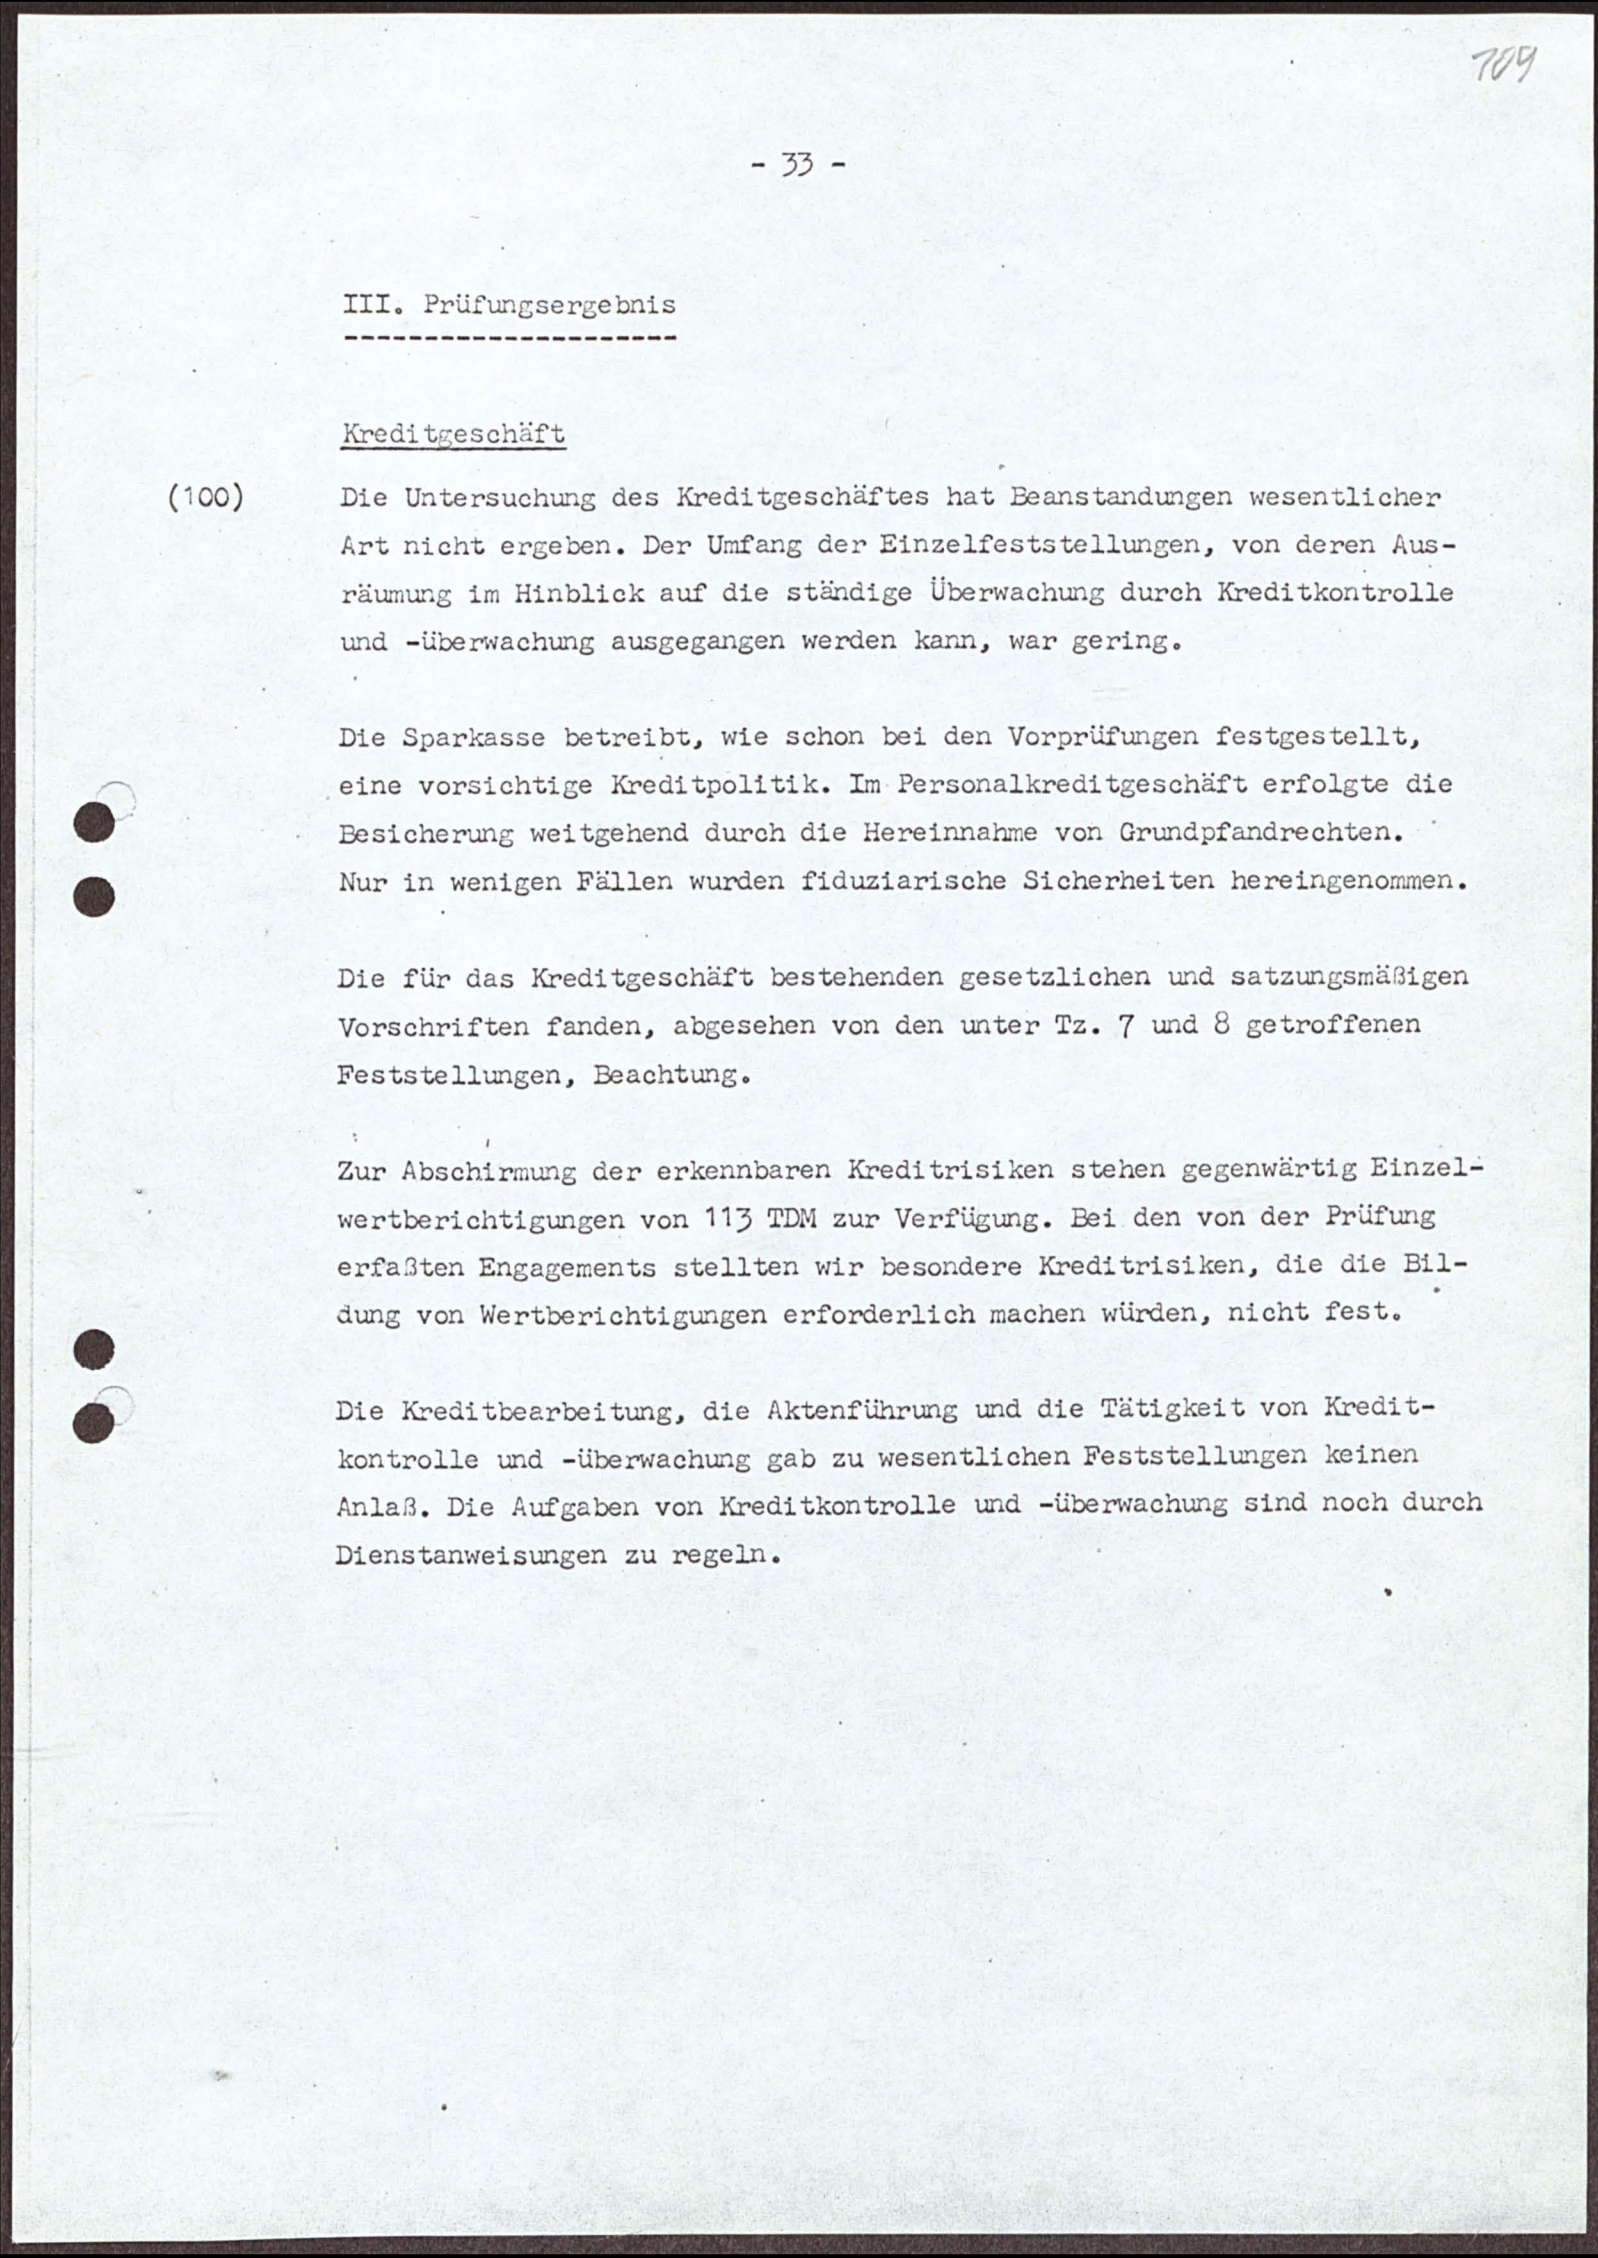 109
- 33 -
III. Prüfungsergebnis
---------------------
Kreditgeschäft
(100) Die Untersuchung des Kreditgeschäftes hat Beanstandungen wesentlicher
Art nicht ergeben. Der Umfang der Einzelfeststellungen, von deren Aus-
räumung im Hinblick auf die ständige Überwachung durch Kreditkontrolle
und -überwachung ausgegangen werden kann, war gering.
Die Sparkasse betreibt, wie schon bei den Vorprüfungen festgestellt,
eine vorsichtige Kreditpolitik. Im Personalkreditgeschäft erfolgte die
Besicherung weitgehend durch die Hereinnahme von Grundpfandrechten.
Nur in wenigen Fällen wurden fiduziarische Sicherheiten hereingenommen.
Die für das Kreditgeschäft bestehenden gesetzlichen und satzungsmäßigen
Vorschriften fanden, abgesehen von den unter Tz. 7 und 8 getroffenen
Feststellungen, Beachtung.
Zur Abschirmung der erkennbaren Kreditrisiken stehen gegenwärtig Einzel-
wertberichtigungen von 113 TDM zur Verfügung. Bei den von der Prüfung
erfaßten Engagements stellten wir besondere Kreditrisiken, die die Bil-
dung von Wertberichtigungen erforderlich machen würden, nicht fest.
Die Kreditbearbeitung, die Aktenführung und die Tätigkeit von Kredit-
kontrolle und -überwachung gab zu wesentlichen Feststellungen keinen
Anlaß. Die Aufgaben von Kreditkontrolle und -überwachung sind noch durch
Dienstanweisungen zu regeln.